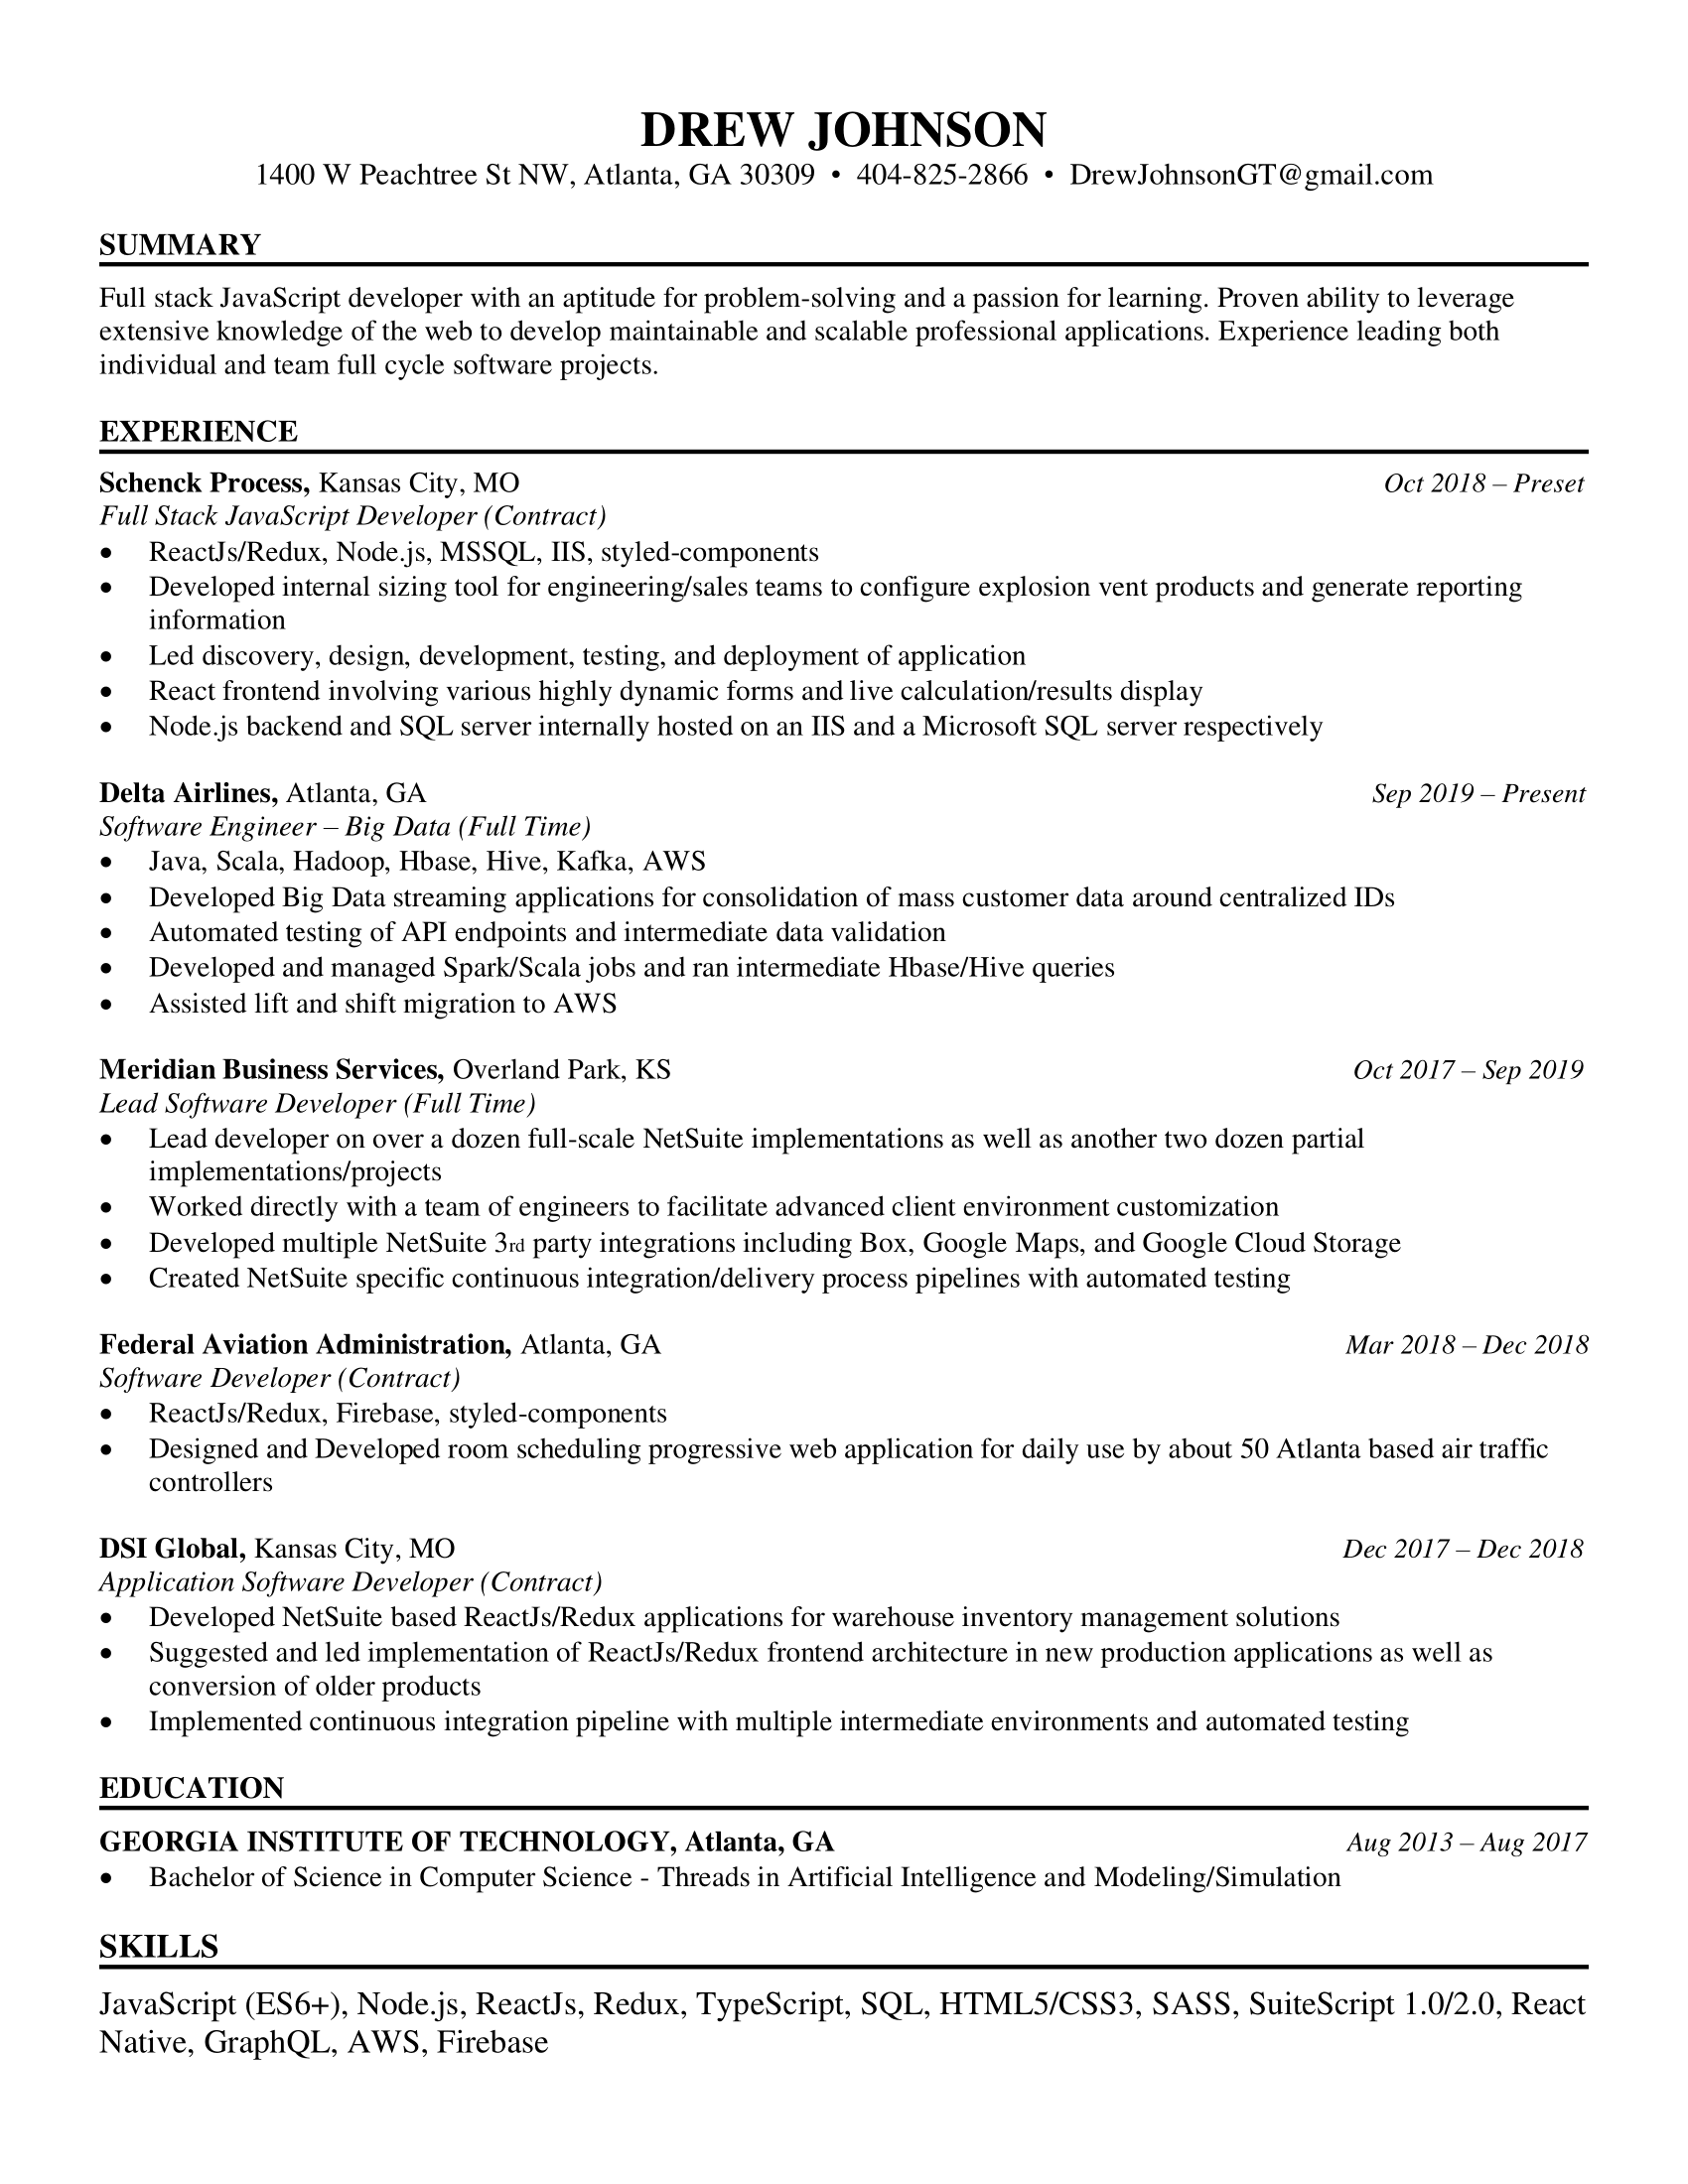 DREW JOHNSON
1400 W Peachtree St NW, Atlanta, GA 30309 • 404-825-2866 • DrewJohnsonGT@gmail.com
SUMMARY
Full stack JavaScript developer with an aptitude for problem-solving and a passion for learning. Proven ability to leverage
extensive knowledge of the web to develop maintainable and scalable professional applications. Experience leading both
individual and team full cycle software projects.
EXPERIENCE
Schenck Process, Kansas City, MO Oct 2018 – Preset
Full Stack JavaScript Developer (Contract)
• ReactJs/Redux, Node.js, MSSQL, IIS, styled-components
• Developed internal sizing tool for engineering/sales teams to configure explosion vent products and generate reporting
information
• Led discovery, design, development, testing, and deployment of application
• React frontend involving various highly dynamic forms and live calculation/results display
• Node.js backend and SQL server internally hosted on an IIS and a Microsoft SQL server respectively
Delta Airlines, Atlanta, GA Sep 2019 – Present
Software Engineer – Big Data (Full Time)
• Java, Scala, Hadoop, Hbase, Hive, Kafka, AWS
• Developed Big Data streaming applications for consolidation of mass customer data around centralized IDs
• Automated testing of API endpoints and intermediate data validation
• Developed and managed Spark/Scala jobs and ran intermediate Hbase/Hive queries
• Assisted lift and shift migration to AWS
Meridian Business Services, Overland Park, KS Oct 2017 – Sep 2019
Lead Software Developer (Full Time)
• Lead developer on over a dozen full-scale NetSuite implementations as well as another two dozen partial
implementations/projects
• Worked directly with a team of engineers to facilitate advanced client environment customization
• Developed multiple NetSuite 3rd party integrations including Box, Google Maps, and Google Cloud Storage
• Created NetSuite specific continuous integration/delivery process pipelines with automated testing
Federal Aviation Administration, Atlanta, GA Mar 2018 – Dec 2018
Software Developer (Contract)
• ReactJs/Redux, Firebase, styled-components
• Designed and Developed room scheduling progressive web application for daily use by about 50 Atlanta based air traffic
controllers
DSI Global, Kansas City, MO Dec 2017 – Dec 2018
Application Software Developer (Contract)
• Developed NetSuite based ReactJs/Redux applications for warehouse inventory management solutions
• Suggested and led implementation of ReactJs/Redux frontend architecture in new production applications as well as
conversion of older products
• Implemented continuous integration pipeline with multiple intermediate environments and automated testing
EDUCATION
GEORGIA INSTITUTE OF TECHNOLOGY, Atlanta, GA Aug 2013 – Aug 2017
• Bachelor of Science in Computer Science - Threads in Artificial Intelligence and Modeling/Simulation
SKILLS
JavaScript (ES6+), Node.js, ReactJs, Redux, TypeScript, SQL, HTML5/CSS3, SASS, SuiteScript 1.0/2.0, React
Native, GraphQL, AWS, Firebase